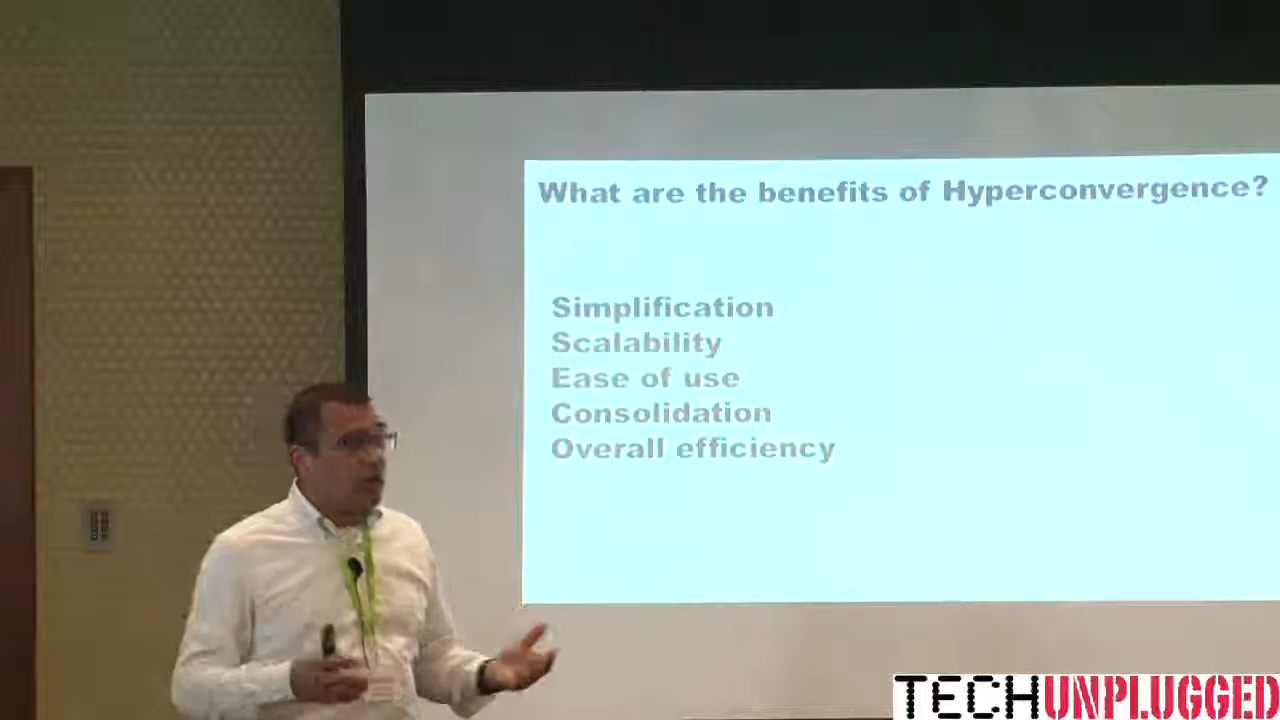 What are the benefits of Hyperconvergence?
Simplification
Scalability
Ease of use
Consolidation
Overall efficiency
TECHUNPLUGGED